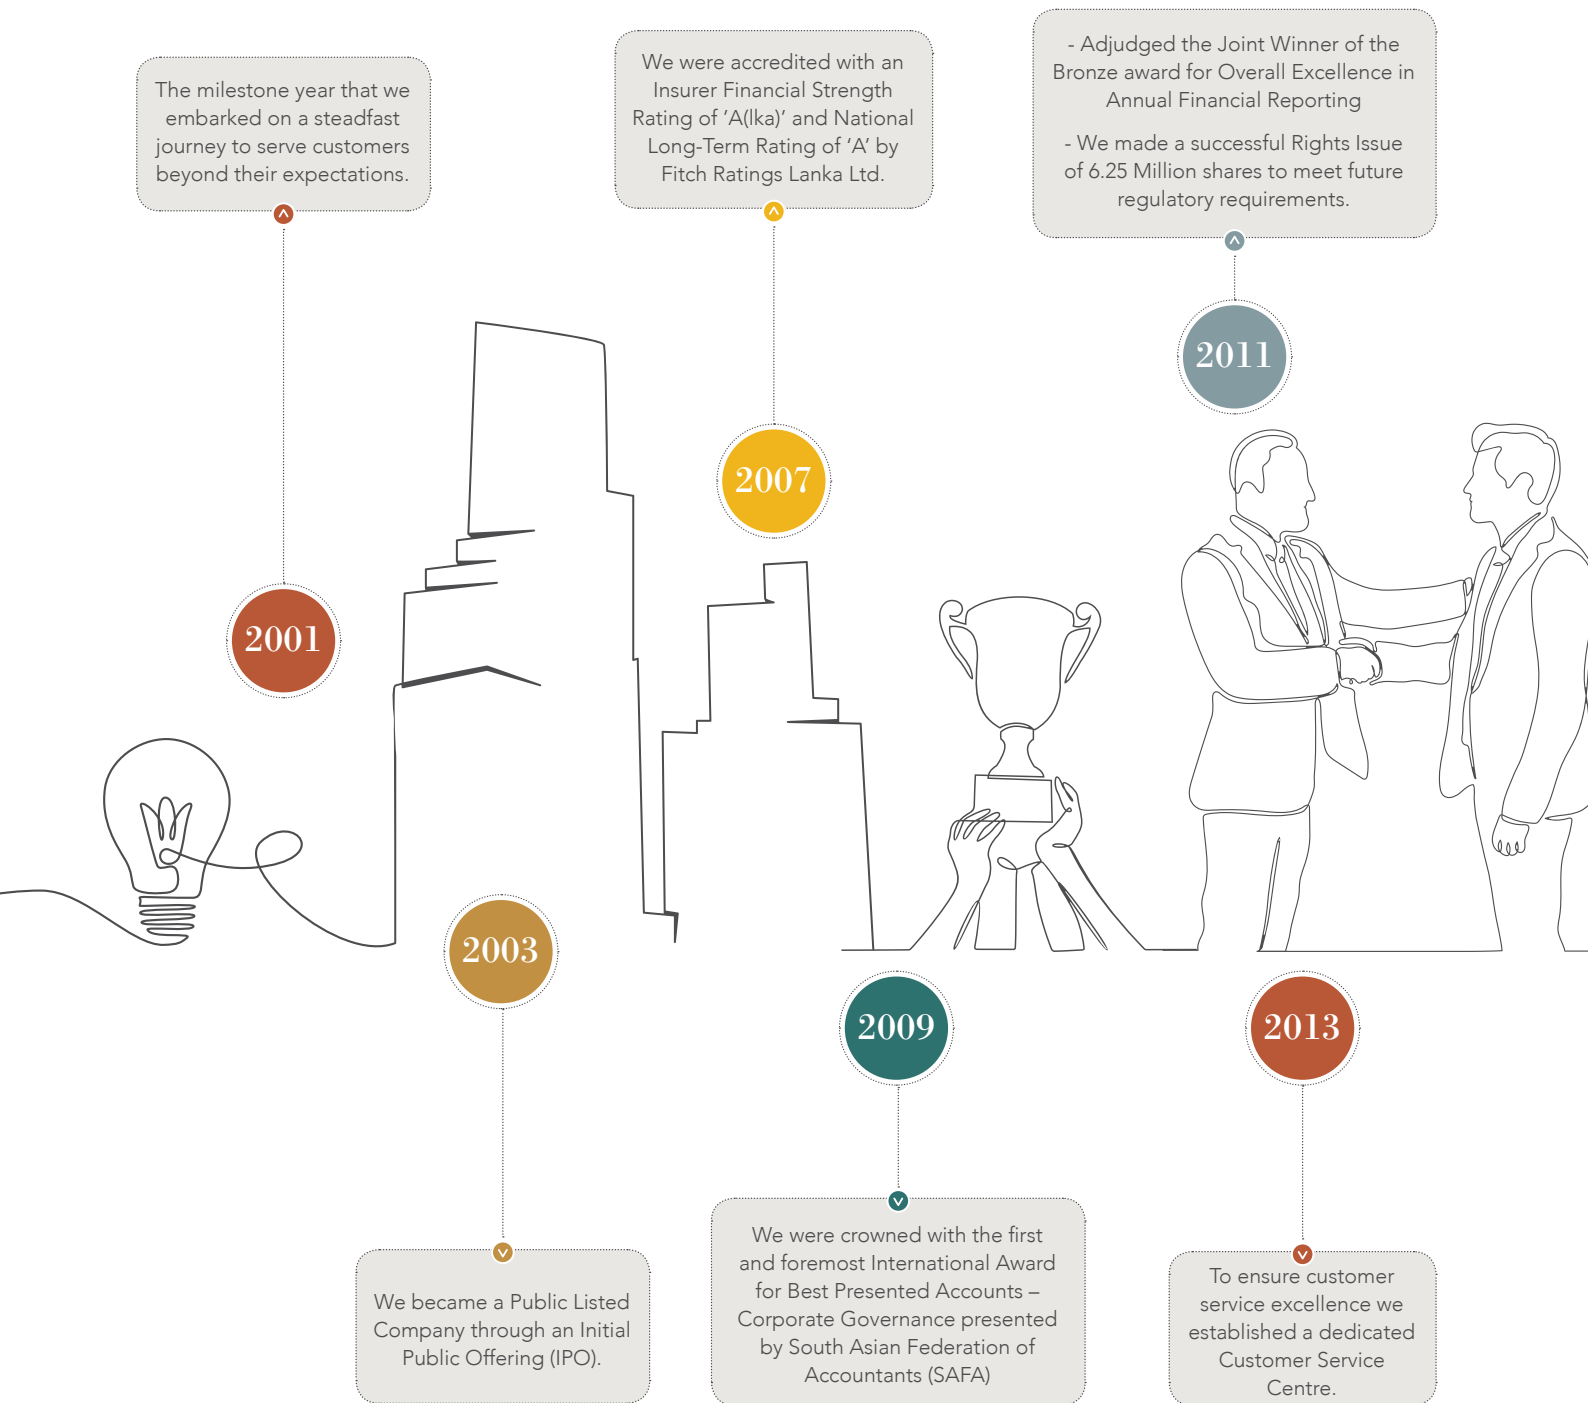 The milestone year that we
embarked on a steadfast
journey to serve customers
beyond their expectations.
2001
We became a Public Listed
Company through an Initial
Public Offering (IPO).
2003
We were accredited with an
Insurer Financial Strength
Rating of 'A(lka)' and National
Long-Term Rating of ‘A’ by
Fitch Ratings Lanka Ltd.
2007
2009
We were crowned with the first
and foremost International Award
for Best Presented Accounts –
Corporate Governance presented
by South Asian Federation of
Accountants (SAFA)
- Adjudged the Joint Winner of the
Bronze award for Overall Excellence in
Annual Financial Reporting
- We made a successful Rights Issue
of 6.25 Million shares to meet future
regulatory requirements.
2011
2013
To ensure customer
service excellence we
established a dedicated
Customer Service
Centre.